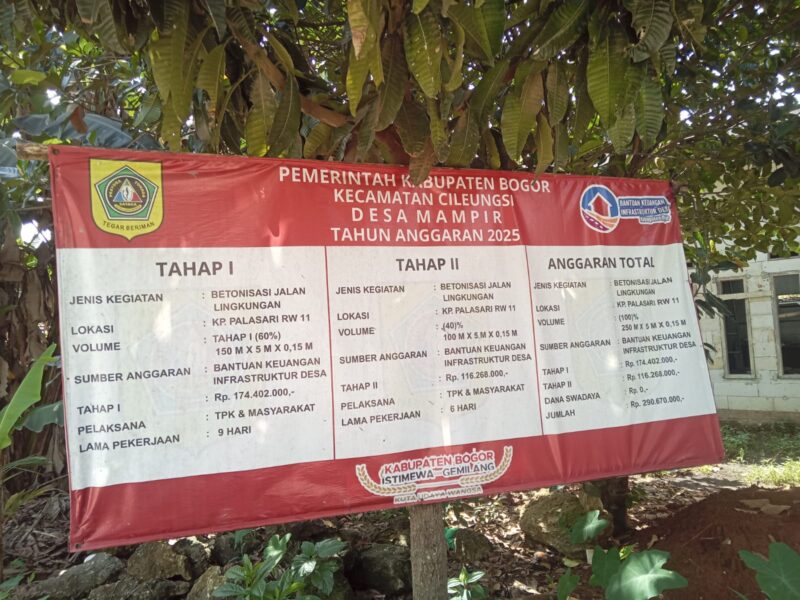 PEMERINTAH KABUPATEN BOGOR
KECAMATAN CILEUNGSI
DESA MAMPIR
TAHUN ANGGARAN 2025
TEGAR BERIMAN
BANTUAN KEUANGAN
INFRASTRUKTUR DESA
TAHAP I
JENIS KEGIATAN : BETONISASI JALAN
LINGKUNGAN
LOKASI : KP. PALASARI RW 11
VOLUME : TAHAP I (60%)
150 M X 5 M X 0,15 M
SUMBER ANGGARAN : BANTUAN KEUANGAN
INFRASTRUKTUR DESA
TAHAP I : Rp. 174.402.000,-
PELAKSANA : TPK & MASYARAKAT
LAMA PEKERJAAN : 9 HARI
TAHAP II
JENIS KEGIATAN : BETONISASI JALAN
LINGKUNGAN
LOKASI : KP. PALASARI RW 11
VOLUME : (40)%
100 M X 5 M X 0,15 M
SUMBER ANGGARAN : BANTUAN KEUANGAN
INFRASTRUKTUR DESA
TAHAP II : Rp. 116.268.000,-
PELAKSANA : TPK & MASYARAKAT
LAMA PEKERJAAN : 6 HARI
ANGGARAN TOTAL
JENIS KEGIATAN : BETONISASI JALAN
LINGKUNGAN
LOKASI : KP. PALASARI RW 11
VOLUME : (100)%
250 M X 5 M X 0,15 M
SUMBER ANGGARAN : BANTUAN KEUANGAN
INFRASTRUKTUR DESA
TAHAP I : Rp. 174.402.000,-
TAHAP II : Rp. 116.268.000,-
DANA SWADAYA : Rp. 0,-
JUMLAH : Rp. 290.670.000,-
KABUPATEN BOGOR
ISTIMEWA GEMILANG
KUTA UDAYA WANGSA